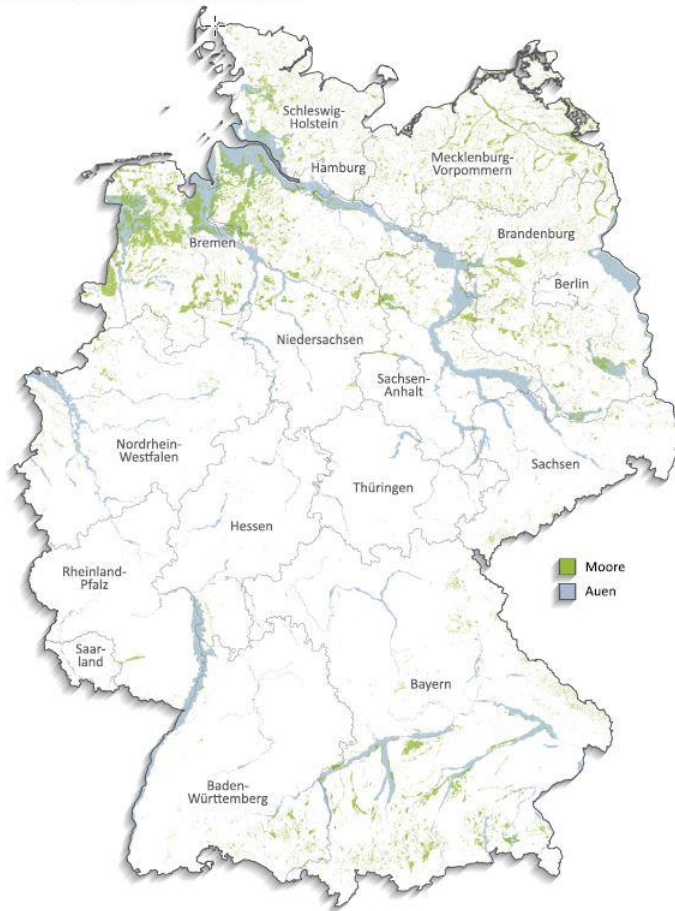 Schleswig-
Holstein
Hamburg
Mecklenburg-
Vorpommern
Bremen
Brandenburg
Berlin
Niedersachsen
Sachsen-
Anhalt
Nordrhein-
Westfalen
Sachsen
Thüringen
Hessen
Rheinland-
Pfalz
Moore
Auen
Saar-
land
Bayern
Baden-
Württemberg